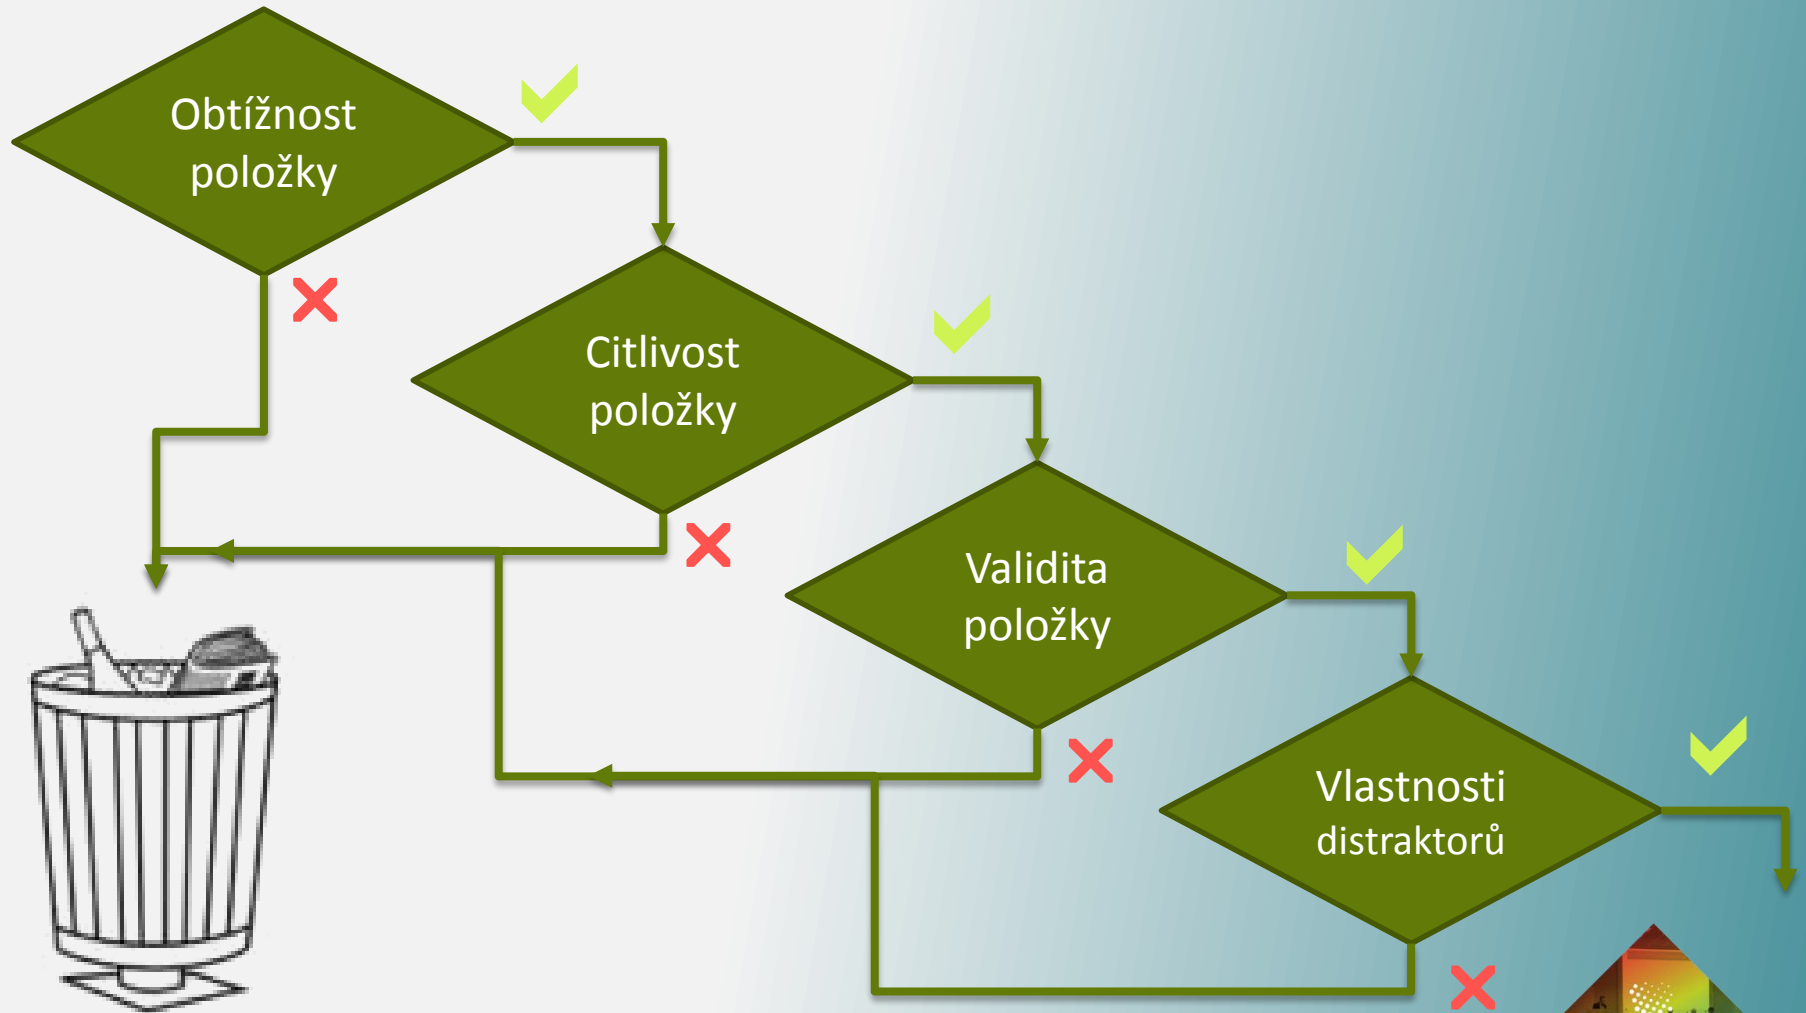 Obtížnost
položky
Citlivost
položky
Validita
položky
Vlastnosti
distraktorů